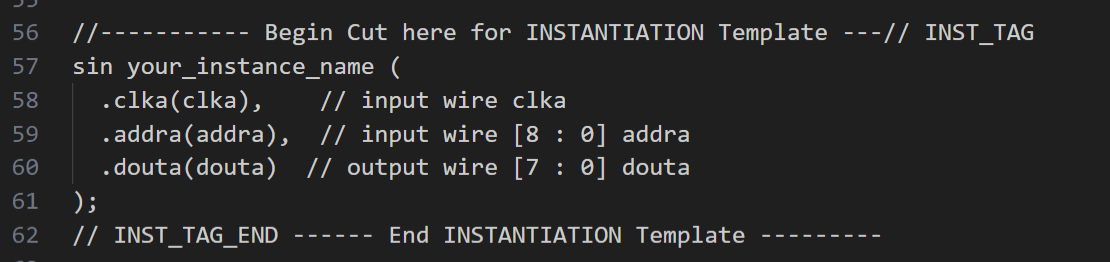 56 //----------- Begin Cut here for INSTANTIATION Template ---// INST_TAG
57 sin your_instance_name (
58   .clka(clka),    // input wire clka
59   .addra(addra),  // input wire [8 : 0] addra
60   .douta(douta)  // output wire [7 : 0] douta
61 );
62 // INST_TAG_END ------ End INSTANTIATION Template ---------